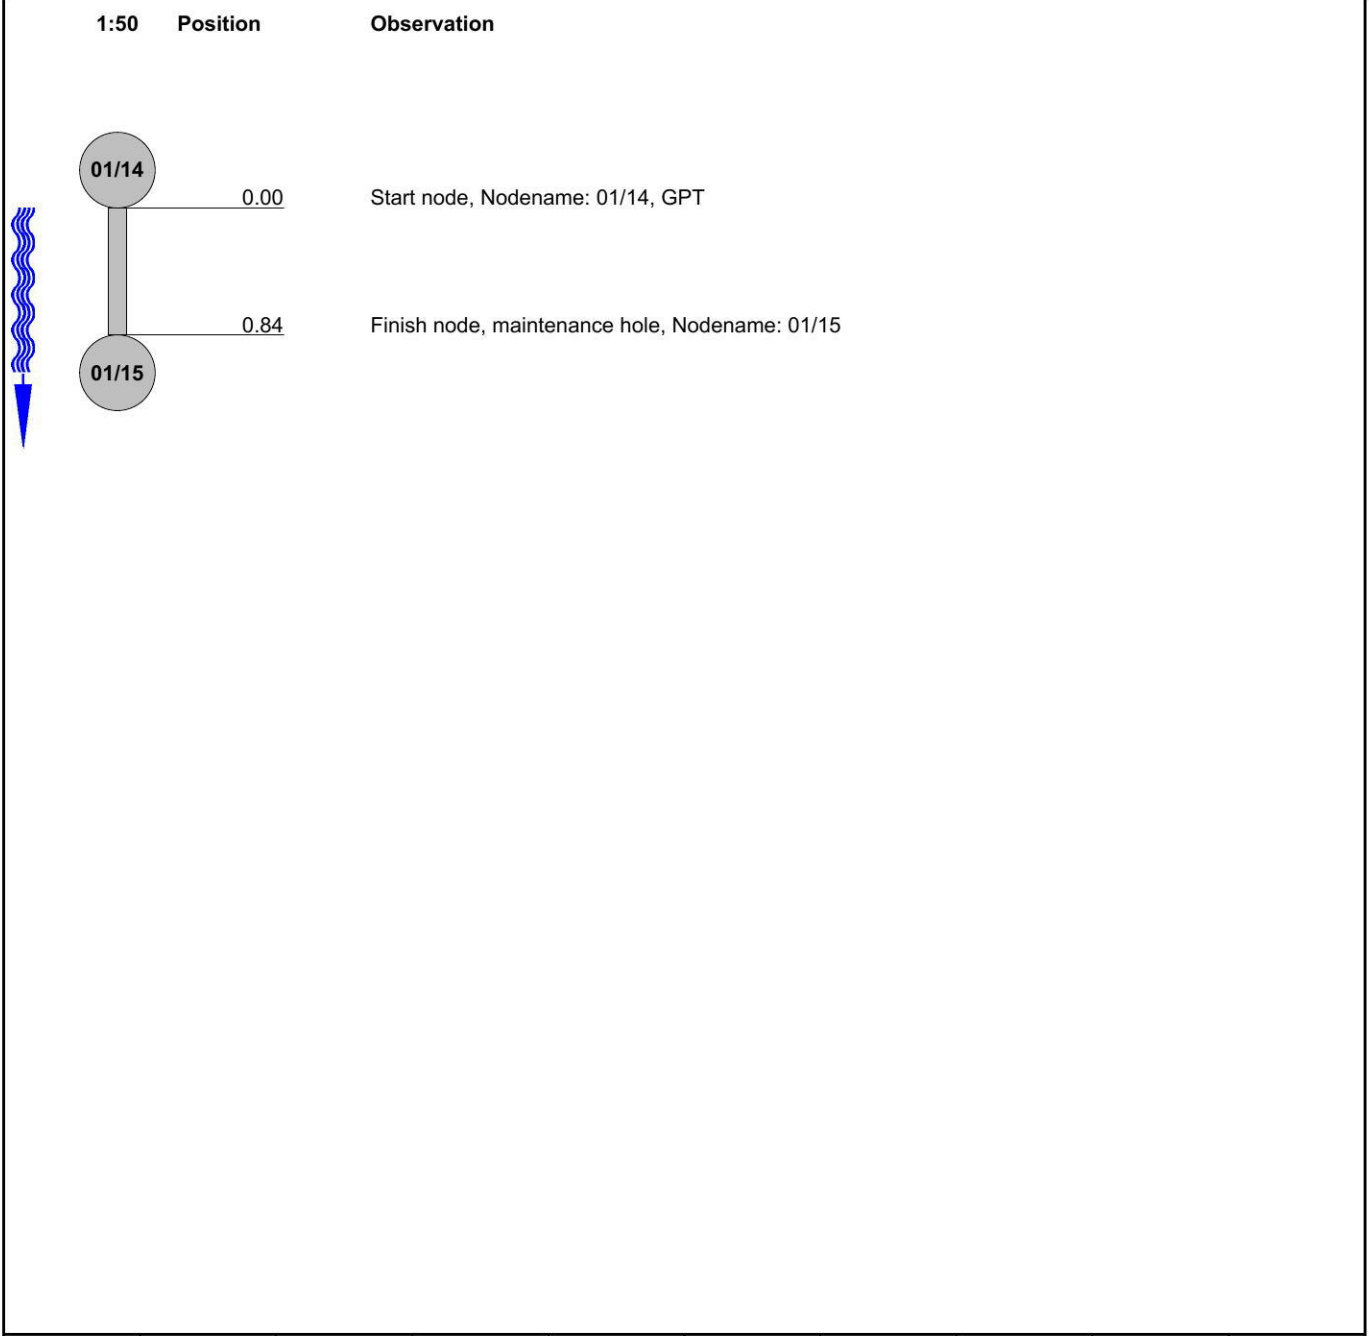 1:50 Position Observation
01/14
0.00 Start node, Nodename: 01/14, GPT
0.84 Finish node, maintenance hole, Nodename: 01/15
01/15